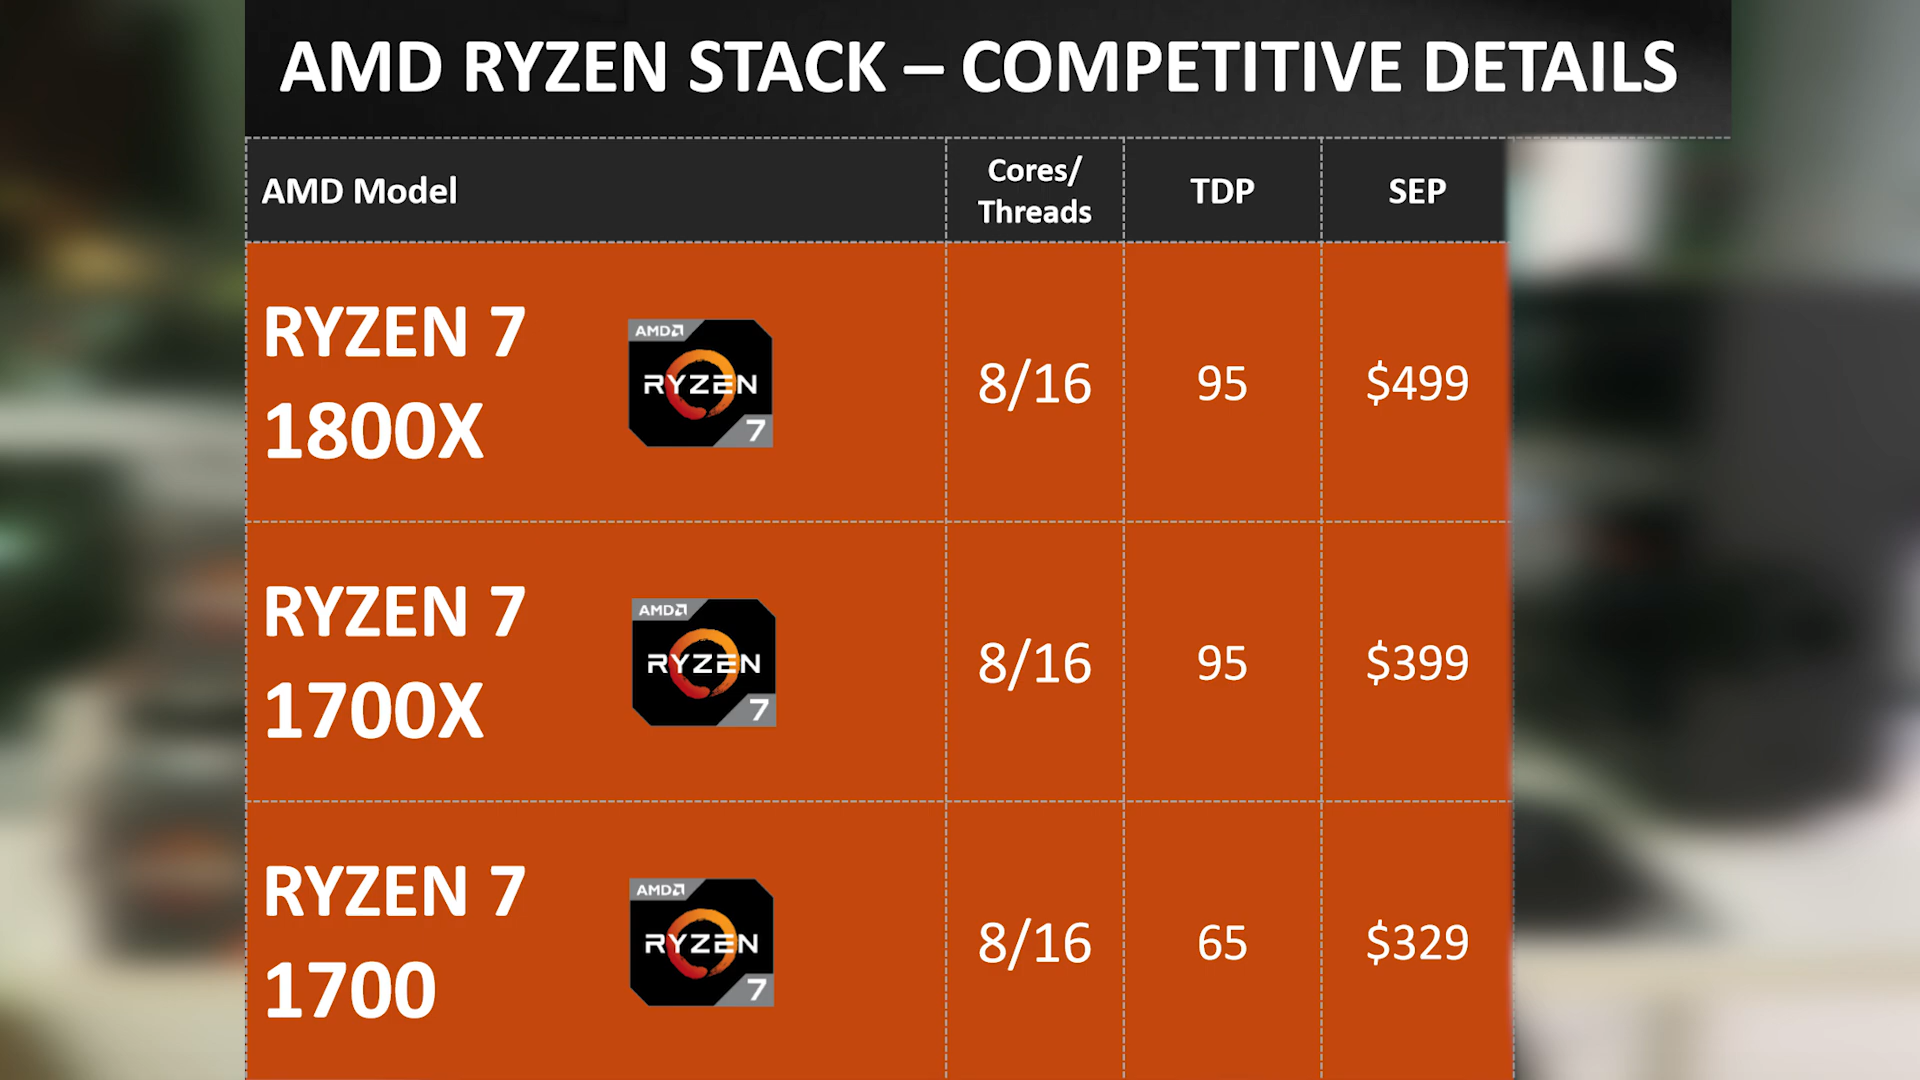 AMD RYZEN STACK – COMPETITIVE DETAILS
AMD Model
Cores/
Threads
TDP
SEP
RYZEN 7
1800X
AMD
RYZEN
7
8/16
95
$499
RYZEN 7
1700X
AMD
RYZEN
7
8/16
95
$399
RYZEN 7
1700
AMD
RYZEN
7
8/16
65
$329